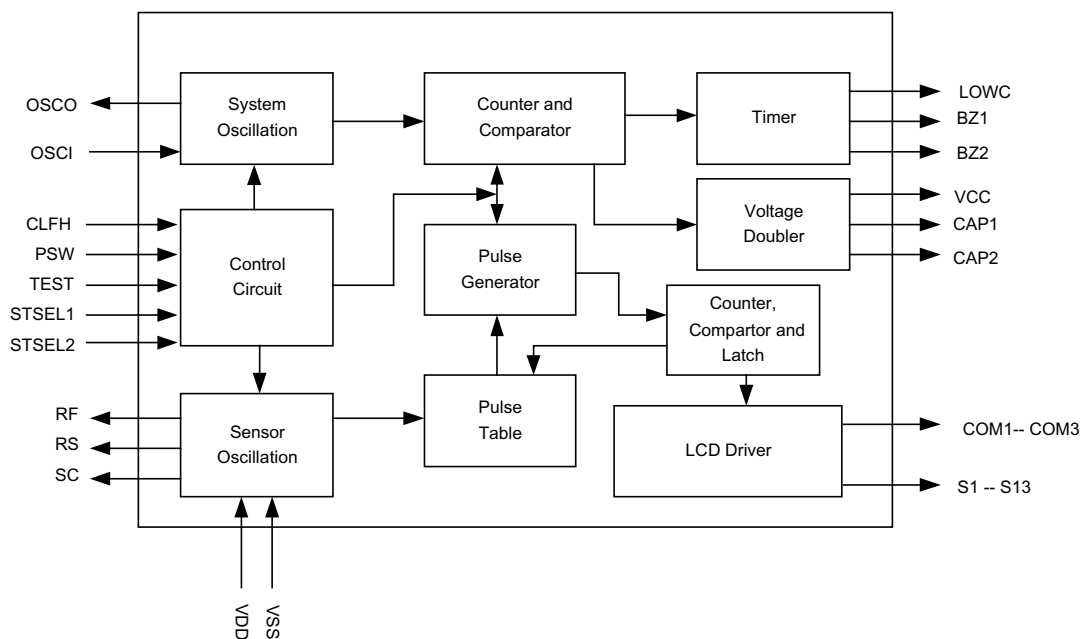 OSCO
OSCI
CLFH
PSW
TEST
STSEL1
STSEL2
RF
RS
SC
VDD
VSS
System
Oscillation
Control
Circuit
Sensor
Oscillation
Counter and
Comparator
Pulse
Generator
Pulse
Table
Timer
Voltage
Doubler
Counter,
Compartor and
Latch
LCD Driver
LOWC
BZ1
BZ2
VCC
CAP1
CAP2
COM1-- COM3
S1 -- S13